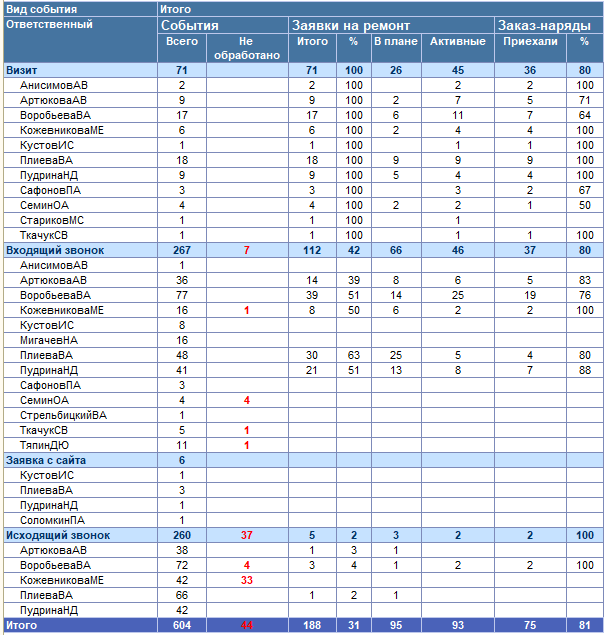 Вид события Итого
Ответственный События Заявки на ремонт Заказ-наряды
Всего Не обработано Итого % В плане Активные Приехали %
Визит 71 71 100 26 45 36 80
АнисимовАВ 2 2 100 2 2 100
АртюковаАВ 9 9 100 2 7 5 71
ВоробьеваВА 17 17 100 6 11 7 64
КожевниковаМЕ 6 6 100 2 4 4 100
КустовИС 1 1 100 1 1 100
ПлиеваВА 18 18 100 9 9 9 100
ПудринаНД 9 9 100 5 4 4 100
СафоновПА 3 3 100 3 2 67
СеминОА 4 4 100 2 2 1 50
СтариковМС 1 1 100 1
ТкачукСВ 1 1 100 1 1 100
Входящий звонок 267 7 112 42 66 46 37 80
АнисимовАВ 1
АртюковаАВ 36 14 39 8 6 5 83
ВоробьеваВА 77 39 51 14 25 19 76
КожевниковаМЕ 16 1 8 50 6 2 2 100
КустовИС 8
МигачевНА 16
ПлиеваВА 48 30 63 25 5 4 80
ПудринаНД 41 21 51 13 8 7 88
СафоновПА 3
СеминОА 4 4
СтрельбицкийВА 1
ТкачукСВ 5 1
ТяпинДЮ 11 1
Заявка с сайта 6
КустовИС 1
ПлиеваВА 3
ПудринаНД 1
СоломкинПА 1
Исходящий звонок 260 37 5 2 3 2 2 100
АртюковаАВ 38 1 3 1
ВоробьеваВА 72 4 3 4 1 2 2 100
КожевниковаМЕ 42 33
ПлиеваВА 66 1 2 1
ПудринаНД 42
Итого 604 44 188 31 95 93 75 81